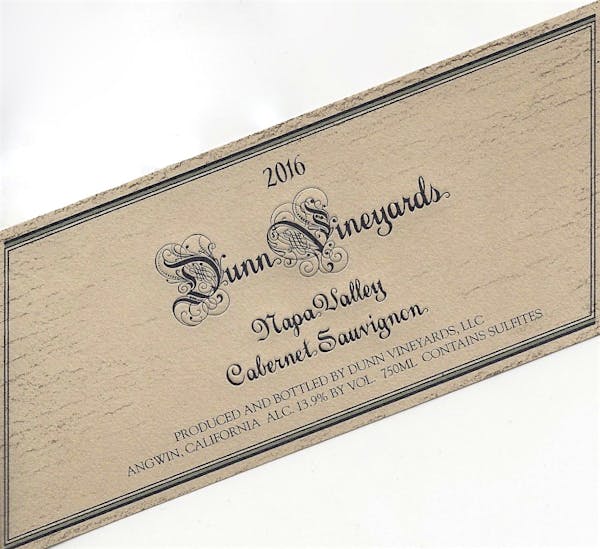 2016
Dunn Vineyards
Napa Valley
Cabernet Sauvignon
PRODUCED AND BOTTLED BY DUNN VINEYARDS, LLC
ANGWIN, CALIFORNIA ALC. 13.9% BY VOL. 750ML CONTAINS SULFITES